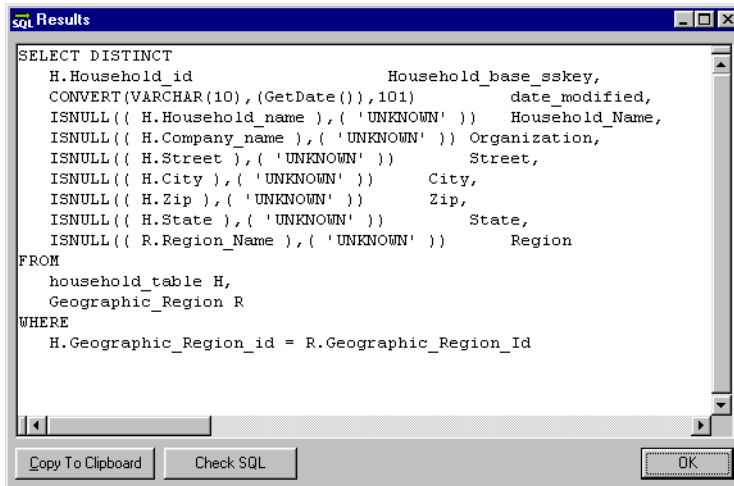 SQL Results
SELECT DISTINCT
H.Household_id Household_base_sskey,
CONVERT(VARCHAR(10),(GetDate()),101) date_modified,
ISNULL(( H.Household_name ),( 'UNKNOWN' )) Household_Name,
ISNULL(( H.Company_name ),( 'UNKNOWN' )) Organization,
ISNULL(( H.Street ),( 'UNKNOWN' )) Street,
ISNULL(( H.City ),( 'UNKNOWN' )) City,
ISNULL(( H.Zip ),( 'UNKNOWN' )) Zip,
ISNULL(( H.State ),( 'UNKNOWN' )) State,
ISNULL(( R.Region_Name ),( 'UNKNOWN' )) Region
FROM
household_table H,
Geographic_Region R
WHERE
H.Geographic_Region_id = R.Geographic_Region_Id
Copy To Clipboard Check SQL OK